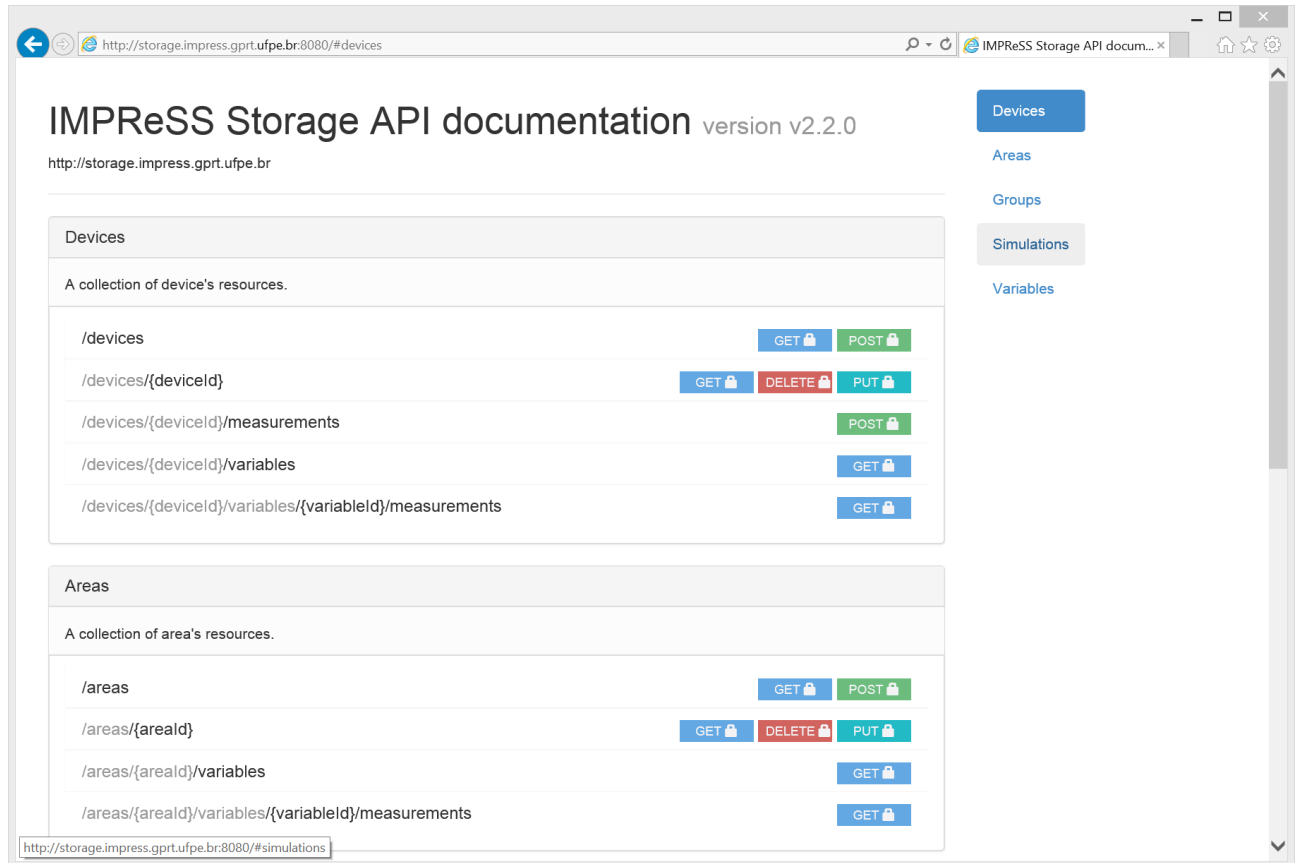 http://storage.impress.gprt.ufpe.br:8080/#devices
IMPReSS Storage API docum...
IMPReSS Storage API documentation version v2.2.0
http://storage.impress.gprt.ufpe.br
Devices
Areas
Groups
Simulations
Variables
Devices
A collection of device's resources.
/devices GET POST
/devices/{deviceId} GET DELETE PUT
/devices/{deviceId}/measurements POST
/devices/{deviceId}/variables GET
/devices/{deviceId}/variables/{variableId}/measurements GET
Areas
A collection of area's resources.
/areas GET POST
/areas/{areaId} GET DELETE PUT
/areas/{areaId}/variables GET
/areas/{areaId}/variables/{variableId}/measurements GET
http://storage.impress.gprt.ufpe.br:8080/#simulations